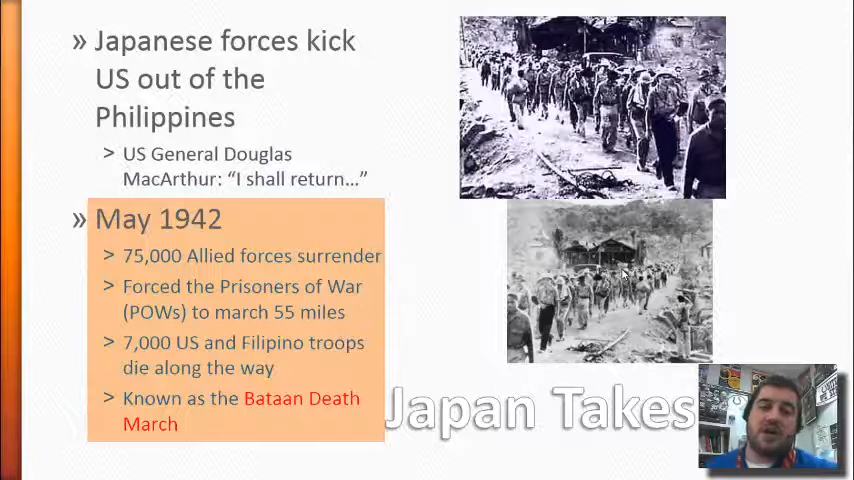 » Japanese forces kick
US out of the
Philippines
> US General Douglas
MacArthur: “I shall return…”
» May 1942
> 75,000 Allied forces surrender
> Forced the Prisoners of War
(POWs) to march 55 miles
> 7,000 US and Filipino troops
die along the way
> Known as the Bataan Death
March
Japan Takes